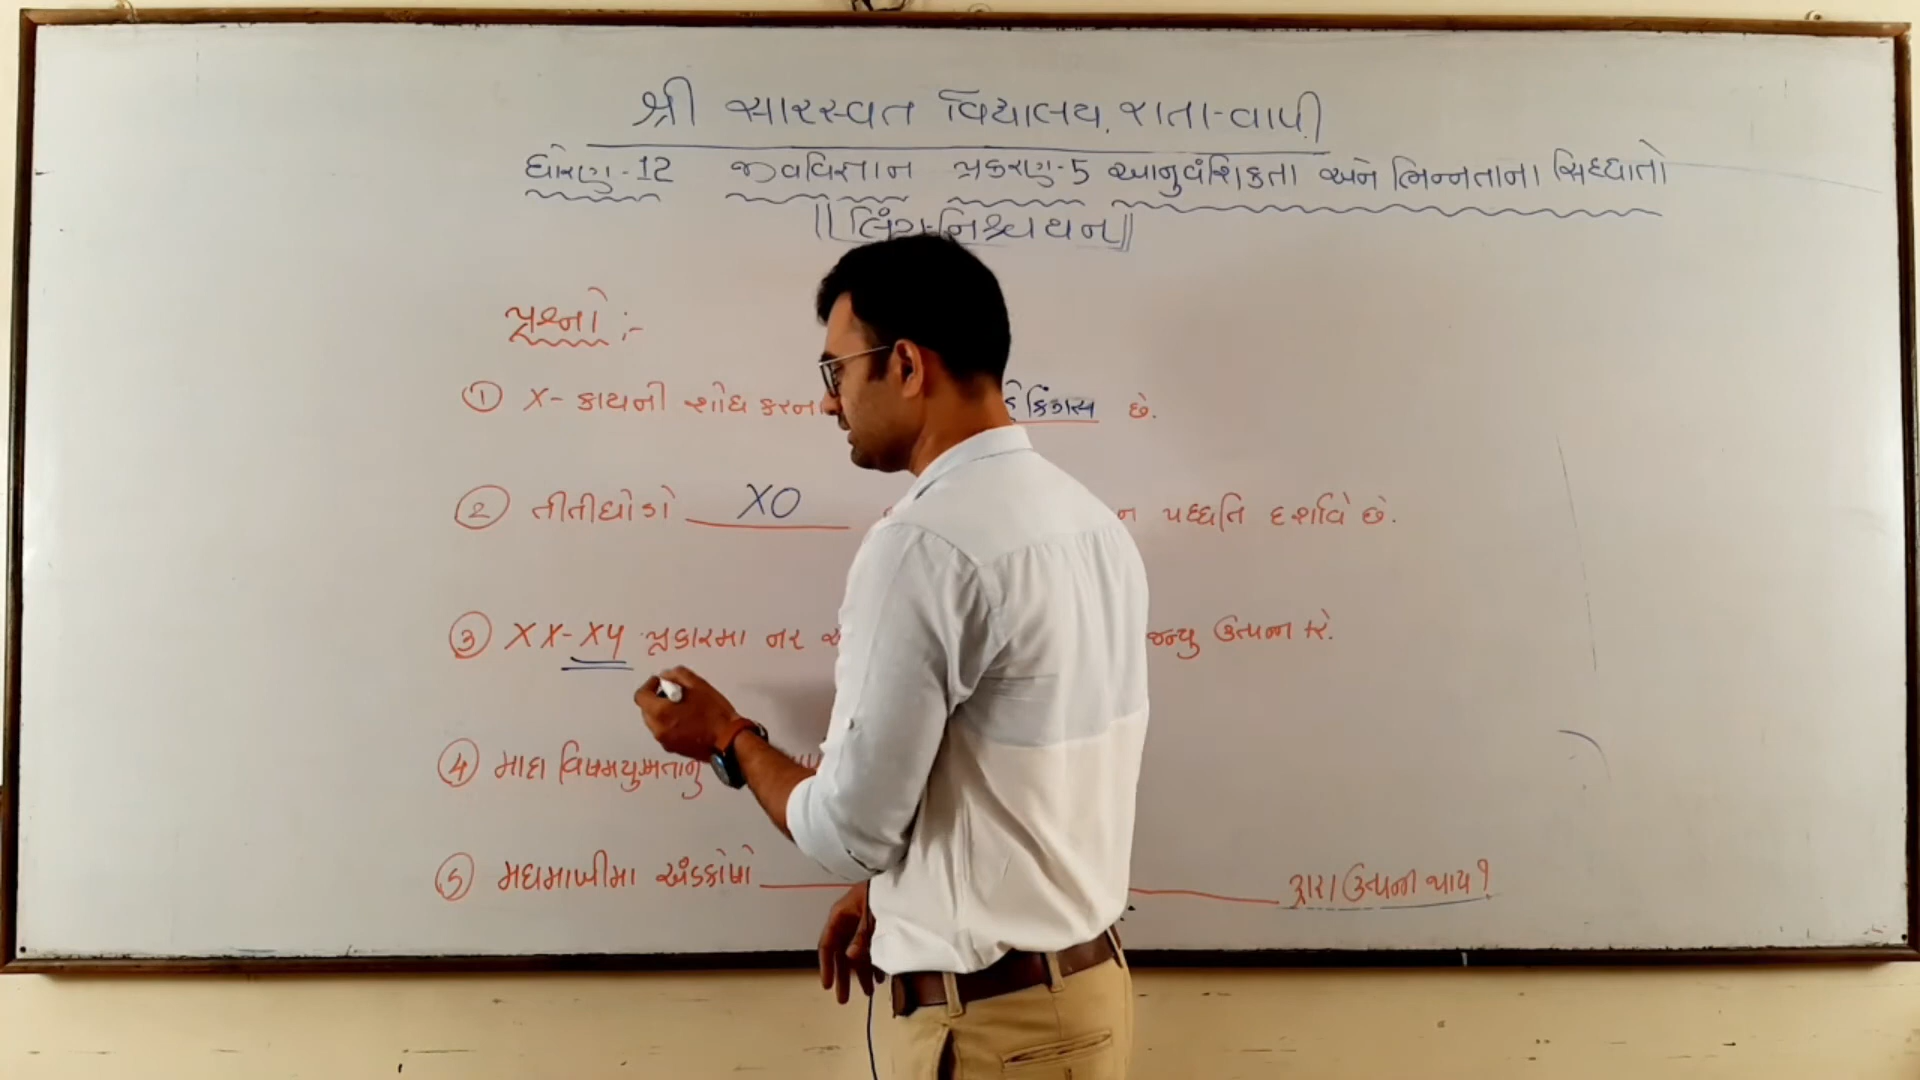 શ્રી સારસ્વત વિદ્યાલય, રાતા-વાપી
ધોરણ-12 જીવવિજ્ઞાન પ્રકરણ-5 આનુવંશિકતા અને ભિન્નતાના સિદ્ધાતો
|| લિંગ-નિશ્ચયન ||
પ્રશ્નો :-
① X- કાયની શોધ કરના હેકિંગ્સ છે.
② તીતીઘોડો XO ન પધ્ધતિ દર્શાવે છે.
③ XX-XY પ્રકારમા નર જન્યુ ઉત્પન્ન કરે.
④ માદા વિષમયુગ્મતાનુ
⑤ મધમાખીમા અંડકોષો ______ દ્વારા ઉત્પન્ન થાય?